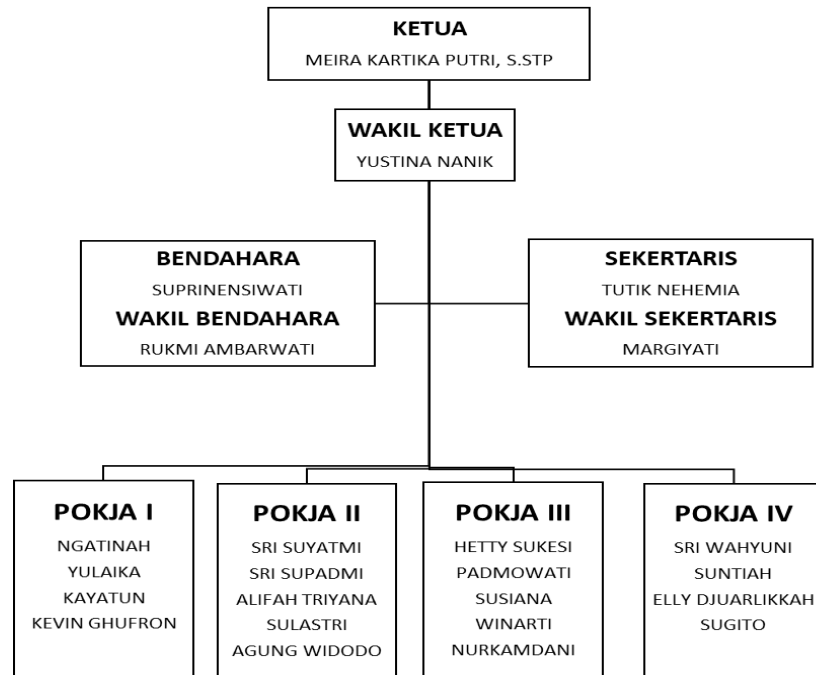 KETUA
MEIRA KARTIKA PUTRI, S.STP
WAKIL KETUA
YUSTINA NANIK
BENDAHARA
SUPRINENSIWATI
WAKIL BENDAHARA
RUKMI AMBARWATI
SEKERTARIS
TUTIK NEHEMIA
WAKIL SEKERTARIS
MARGIYATI
POKJA I
NGATINAH
YULAIKA
KAYATUN
KEVIN GHUFRON
POKJA II
SRI SUYATMI
SRI SUPADMI
ALIFAH TRIYANA
SULASTRI
AGUNG WIDODO
POKJA III
HETTY SUKESI
PADMOWATI
SUSIANA
WINARTI
NURKAMDANI
POKJA IV
SRI WAHYUNI
SUNTIAH
ELLY DJUARLIKKAH
SUGITO